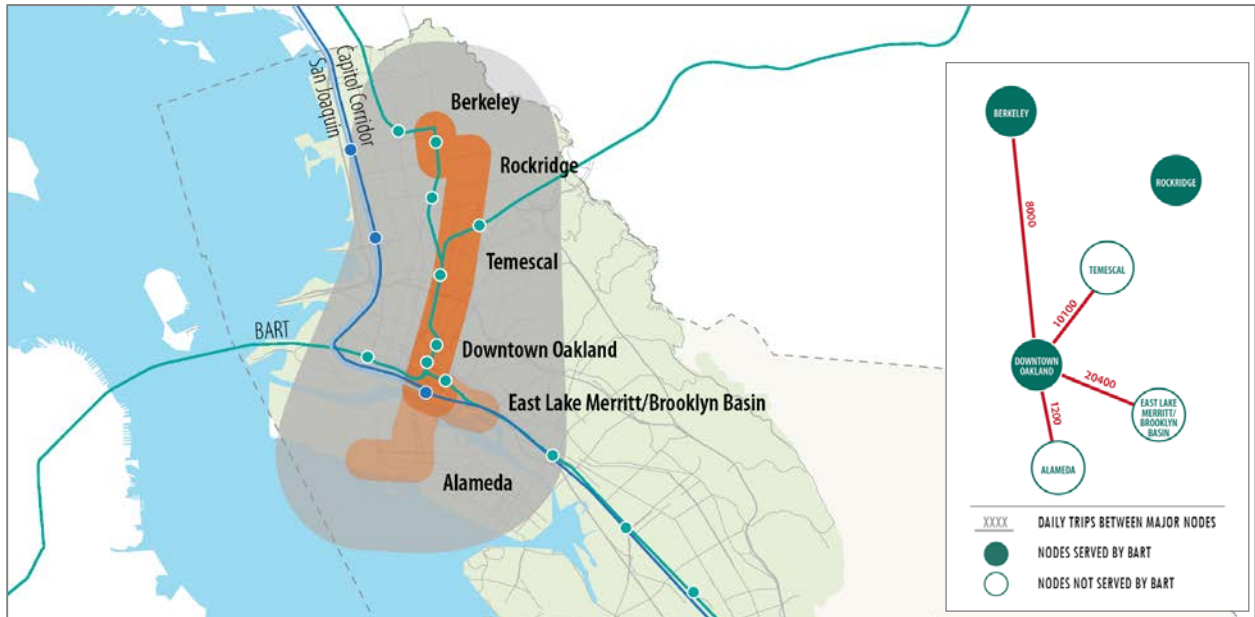 Capitol Corridor
San Joaquin
Berkeley
Rockridge
Temescal
BART
Downtown Oakland
East Lake Merritt/Brooklyn Basin
Alameda
BERKELEY
ROCKRIDGE
8000
TEMESCAL
10100
DOWNTOWN
OAKLAND
20400
EAST LAKE
MERRITT/
BROOKLYN
BASIN
1200
ALAMEDA
XXXX DAILY TRIPS BETWEEN MAJOR NODES
NODES SERVED BY BART
NODES NOT SERVED BY BART